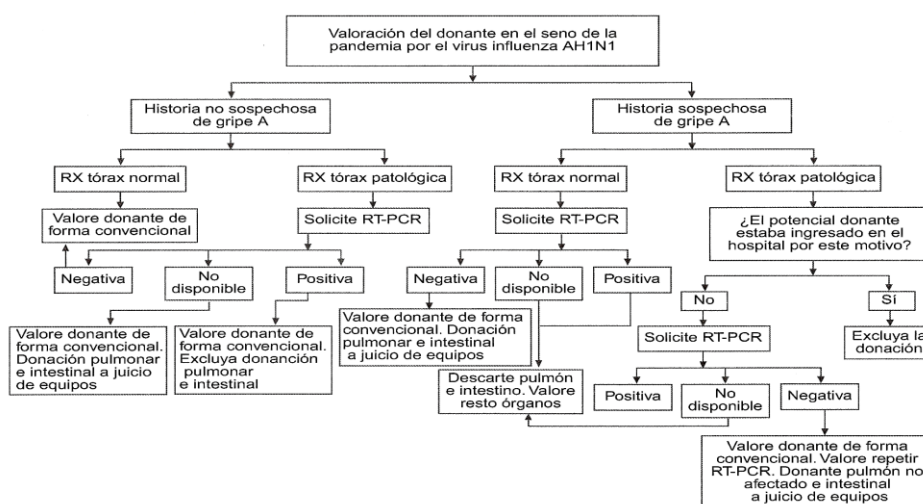 Valoración del donante en el seno de la
pandemia por el virus influenza AH1N1
Historia no sospechosa
de gripe A
Historia sospechosa
de gripe A
RX tórax normal
RX tórax patológica
RX tórax normal
RX tórax patológica
Valore donante de
forma convencional
Solicite RT-PCR
Solicite RT-PCR
¿El potencial donante
estaba ingresado en el
hospital por este motivo?
Negativa
No
disponible
Positiva
Negativa
No
disponible
Positiva
No
Sí
Valore donante de
forma convencional.
Donación pulmonar
e intestinal a juicio
de equipos
Valore donante de
forma convencional.
Excluya donanción
pulmonar
e intestinal
Valore donante de forma
convencional. Donación
pulmonar e intestinal
a juicio de equipos
Solicite RT-PCR
Excluya la
donación
Descarte pulmón
e intestino. Valore
resto órganos
Positiva
No
disponible
Negativa
Valore donante de forma
convencional. Valore repetir
RT-PCR. Donante pulmón no
afectado e intestinal
a juicio de equipos